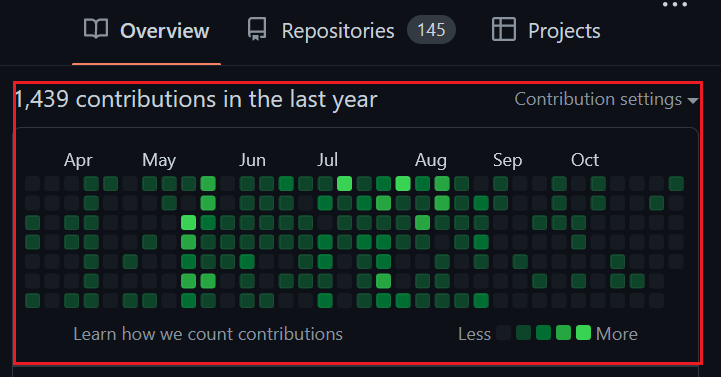 Overview Repositories 145 Projects
1,439 contributions in the last year Contribution settings
Apr May Jun Jul Aug Sep Oct
Learn how we count contributions Less More